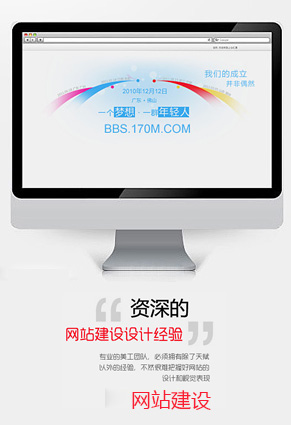 我们的成立
并非偶然
2010年12月12日
广东•佛山
一个梦想·一群年轻人
BBS.170M.COM
“资深的
网站建设设计经验”
专业的美工团队，必须拥有除了天赋
以外的经验，不然很难把握好网站的
设计和视觉表现
网站建设